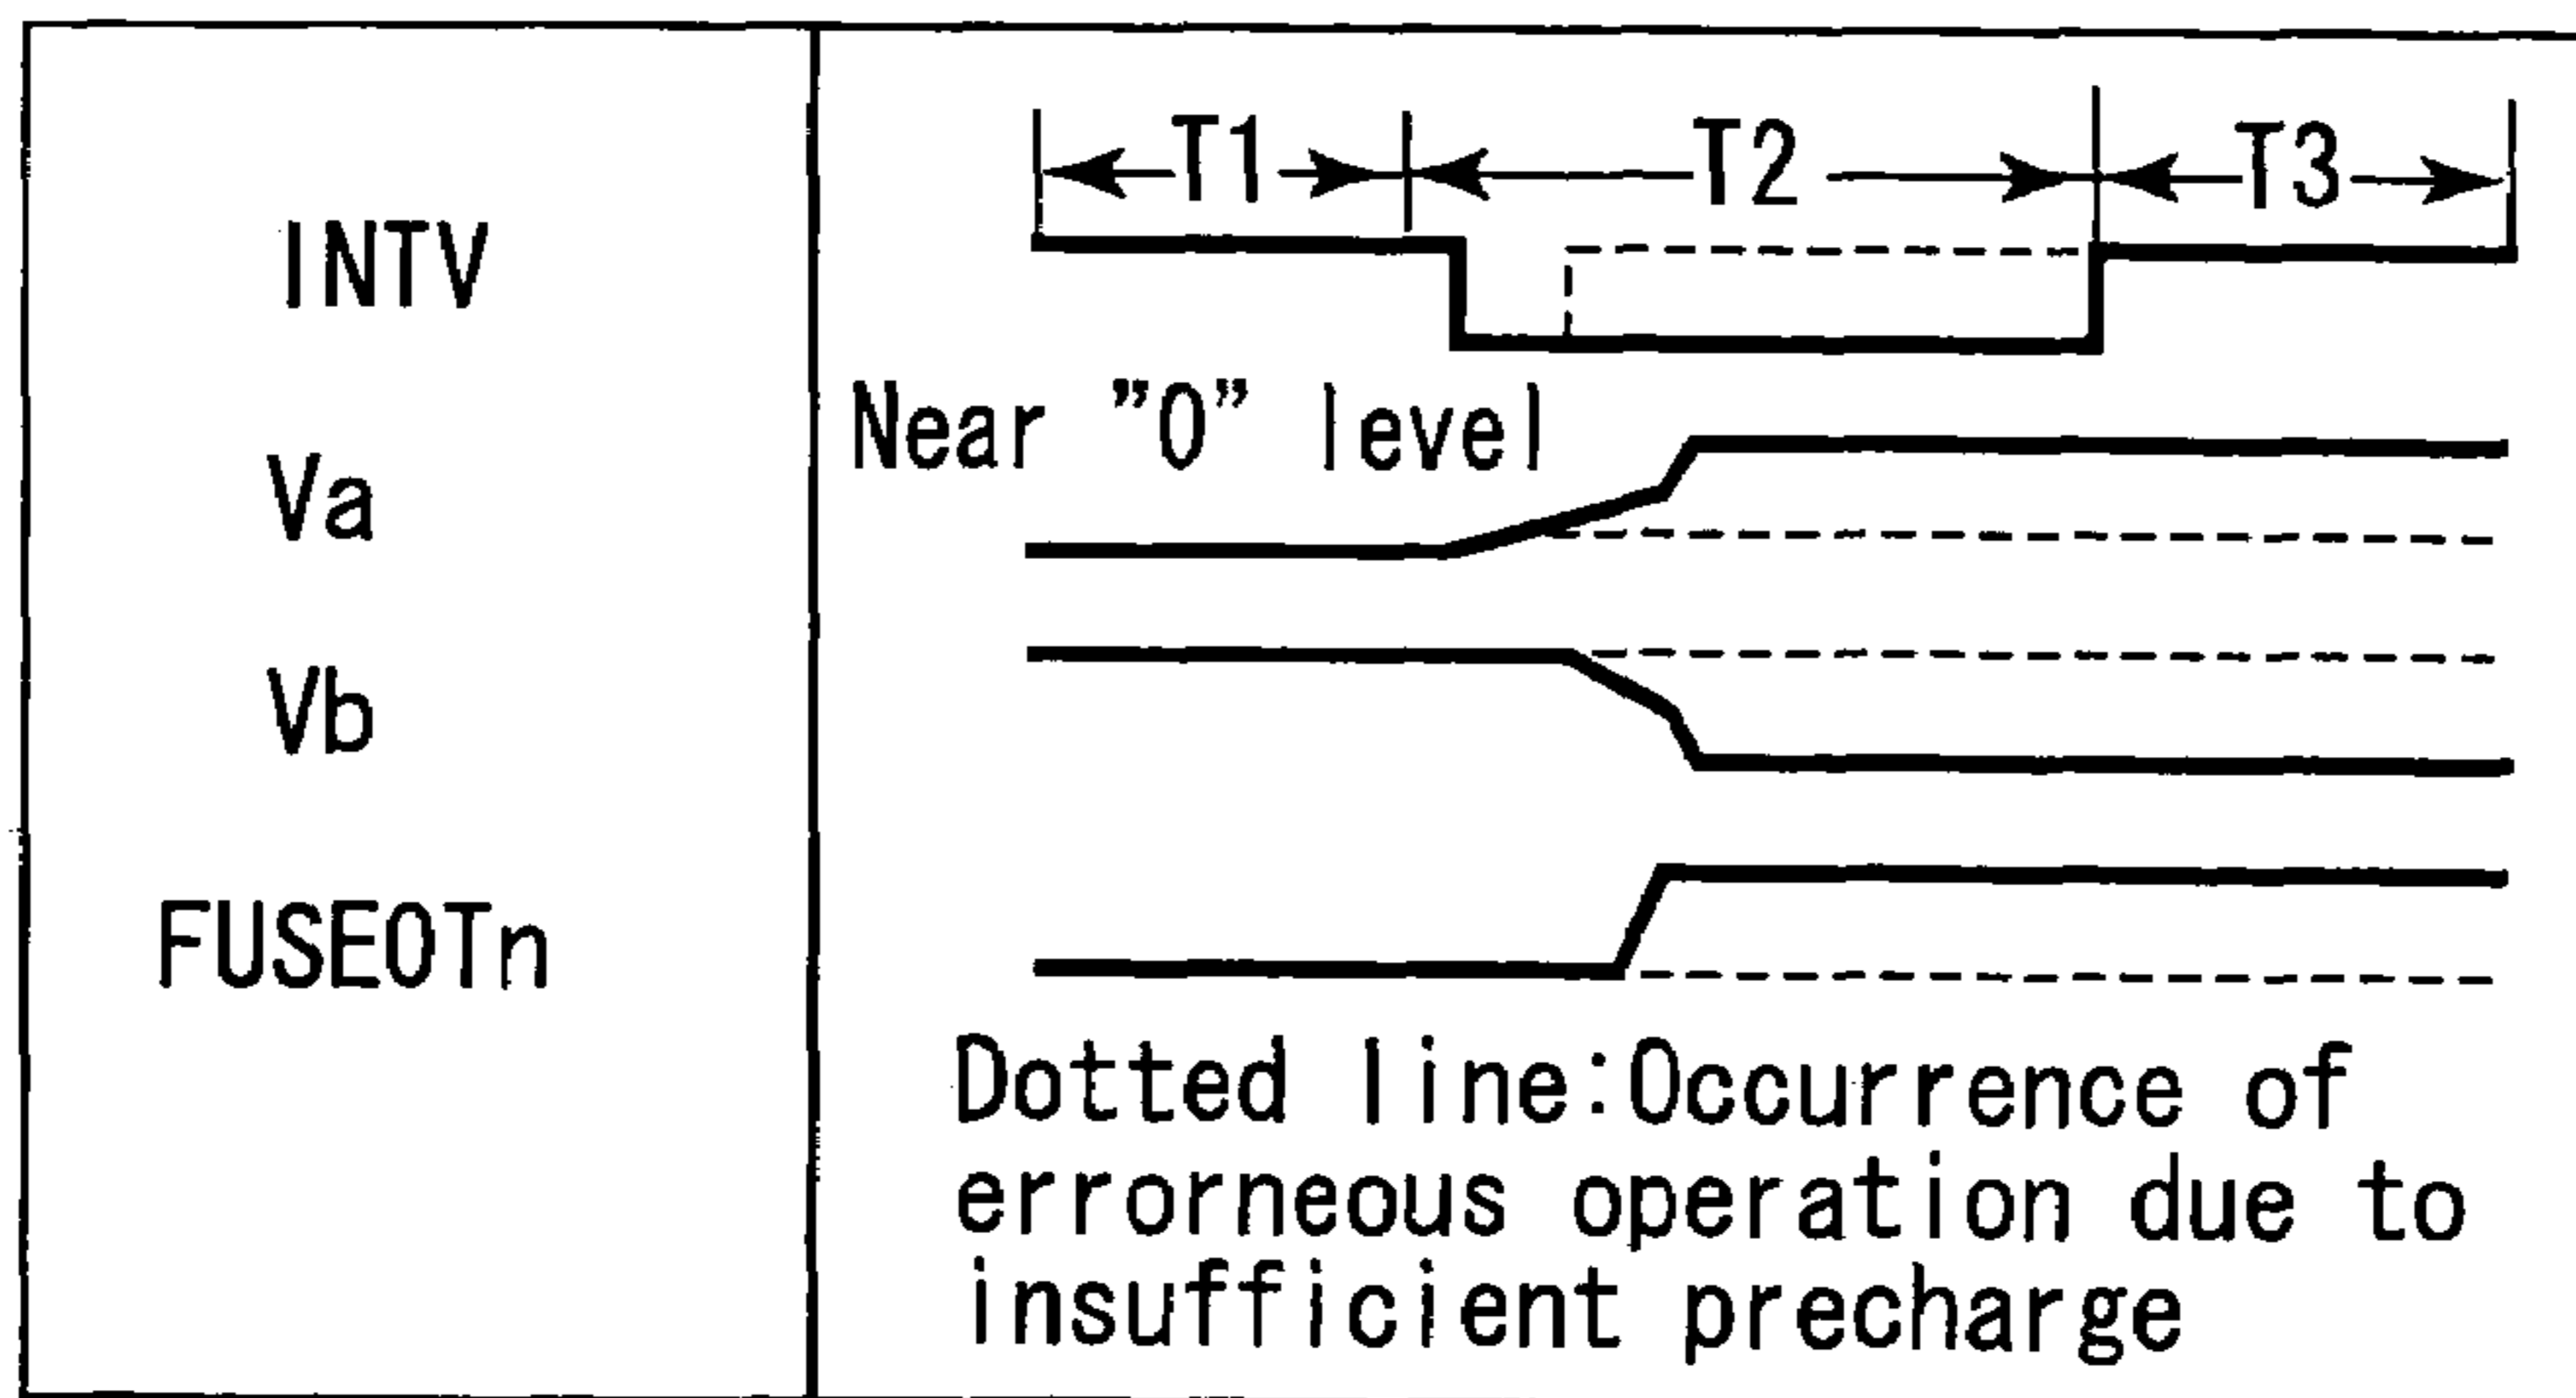 T1 T2 T3
INTV
Near "0" level
Va
Vb
FUSEOTn
Dotted line:Occurrence of
errorneous operation due to
insufficient precharge